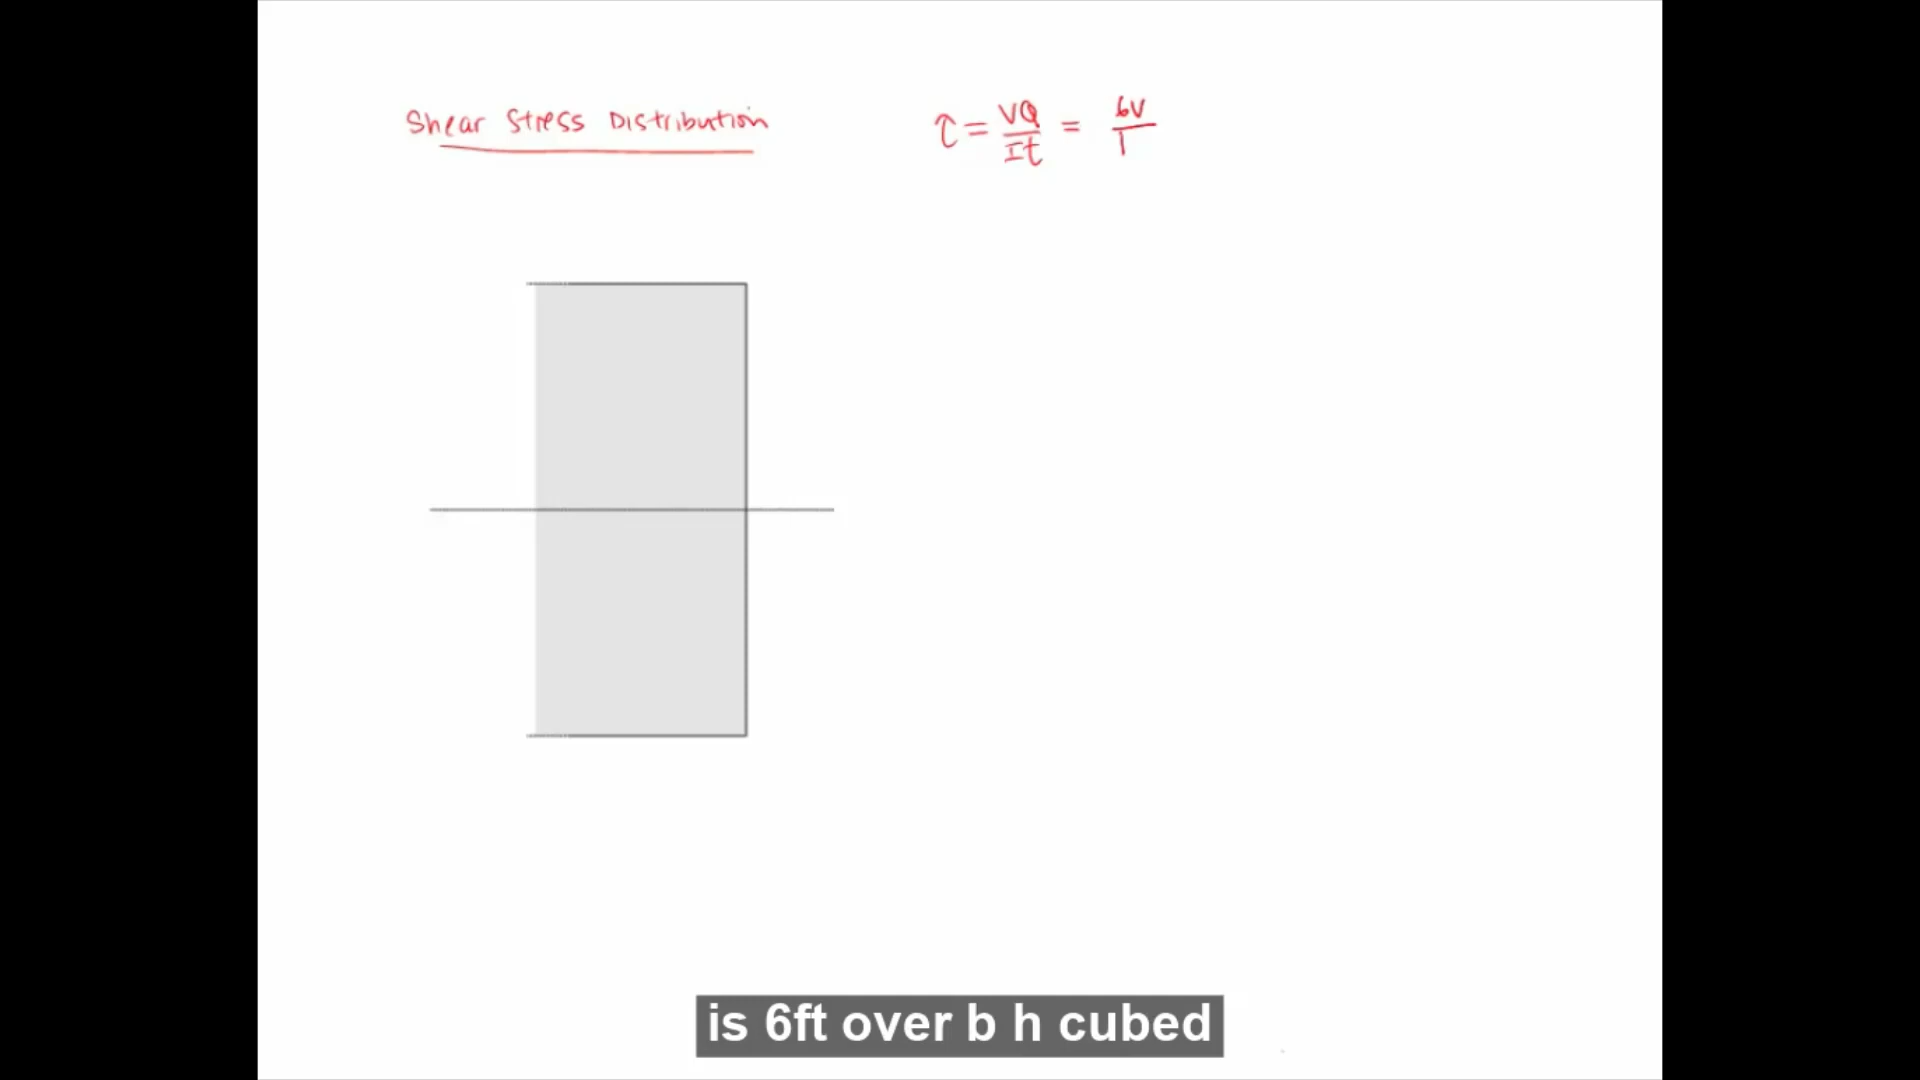 Shear Stress Distribution
τ = VQ/It = 6V/
is 6ft over b h cubed